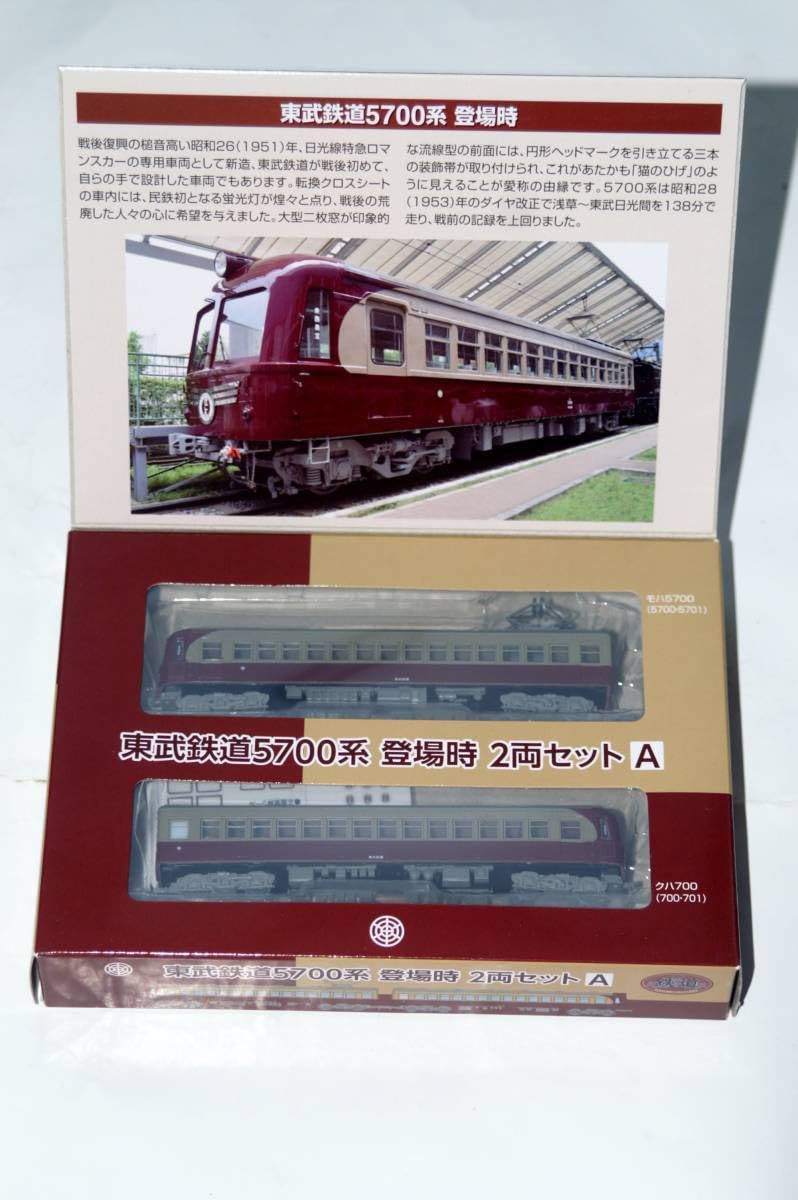 東武鉄道5700系 登場時
戦後復興の槌音高い昭和26(1951)年、日光線特急ロマ
ンスカーの専用車両として新造、東武鉄道が戦後初めて、
自らの手で設計した車両でもあります。転換クロスシート
の車内には、民鉄初となる蛍光灯が煌々と点り、戦後の荒
廃した人々の心に希望を与えました。大型二枚窓が印象的
な流線型の前面には、円形ヘッドマークを引き立てる三本
の装飾帯が取り付けられ、これがあたかも「猫のひげ」のよ
うに見えることが愛称の由縁です。5700系は昭和28
(1953)年のダイヤ改正で浅草〜東武日光間を138分で
走り、戦前の記録を上回りました。
モハ5700
(5700-5701)
東武鉄道5700系 登場時 2両セット A
クハ700
(700-701)
東武鉄道5700系 登場時 2両セット A